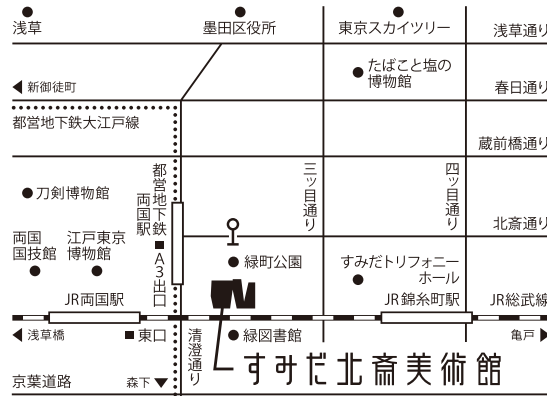 浅草
墨田区役所
東京スカイツリー
浅草通り
たばこと塩の
博物館
新御徒町
春日通り
都営地下鉄大江戸線
蔵前橋通り
都営地下鉄
両国駅
A3出口
三ッ目通り
四ッ目通り
刀剣博物館
北斎通り
両国
国技館
江戸東京
博物館
緑町公園
すみだトリフォニー
ホール
JR両国駅
JR錦糸町駅
JR総武線
浅草橋
東口
清澄通り
緑図書館
亀戸
すみだ北斎美術館
京葉道路
森下